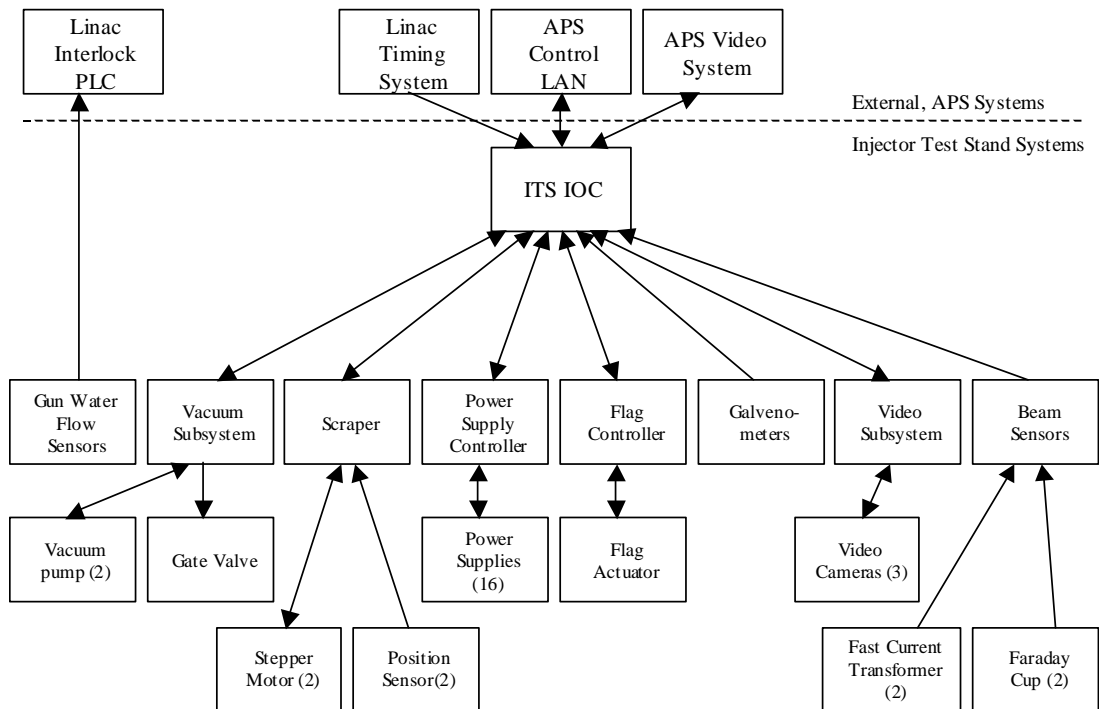 Linac
Interlock
PLC
Linac
Timing
System
APS
Control
LAN
APS Video
System
External, APS Systems
Injector Test Stand Systems
ITS IOC
Gun Water
Flow
Sensors
Vacuum
Subsystem
Scraper
Power
Supply
Controller
Flag
Controller
Galveno-
meters
Video
Subsystem
Beam
Sensors
Vacuum
pump (2)
Gate Valve
Power
Supplies
(16)
Flag
Actuator
Video
Cameras (3)
Stepper
Motor (2)
Position
Sensor(2)
Fast Current
Transformer
(2)
Faraday
Cup (2)